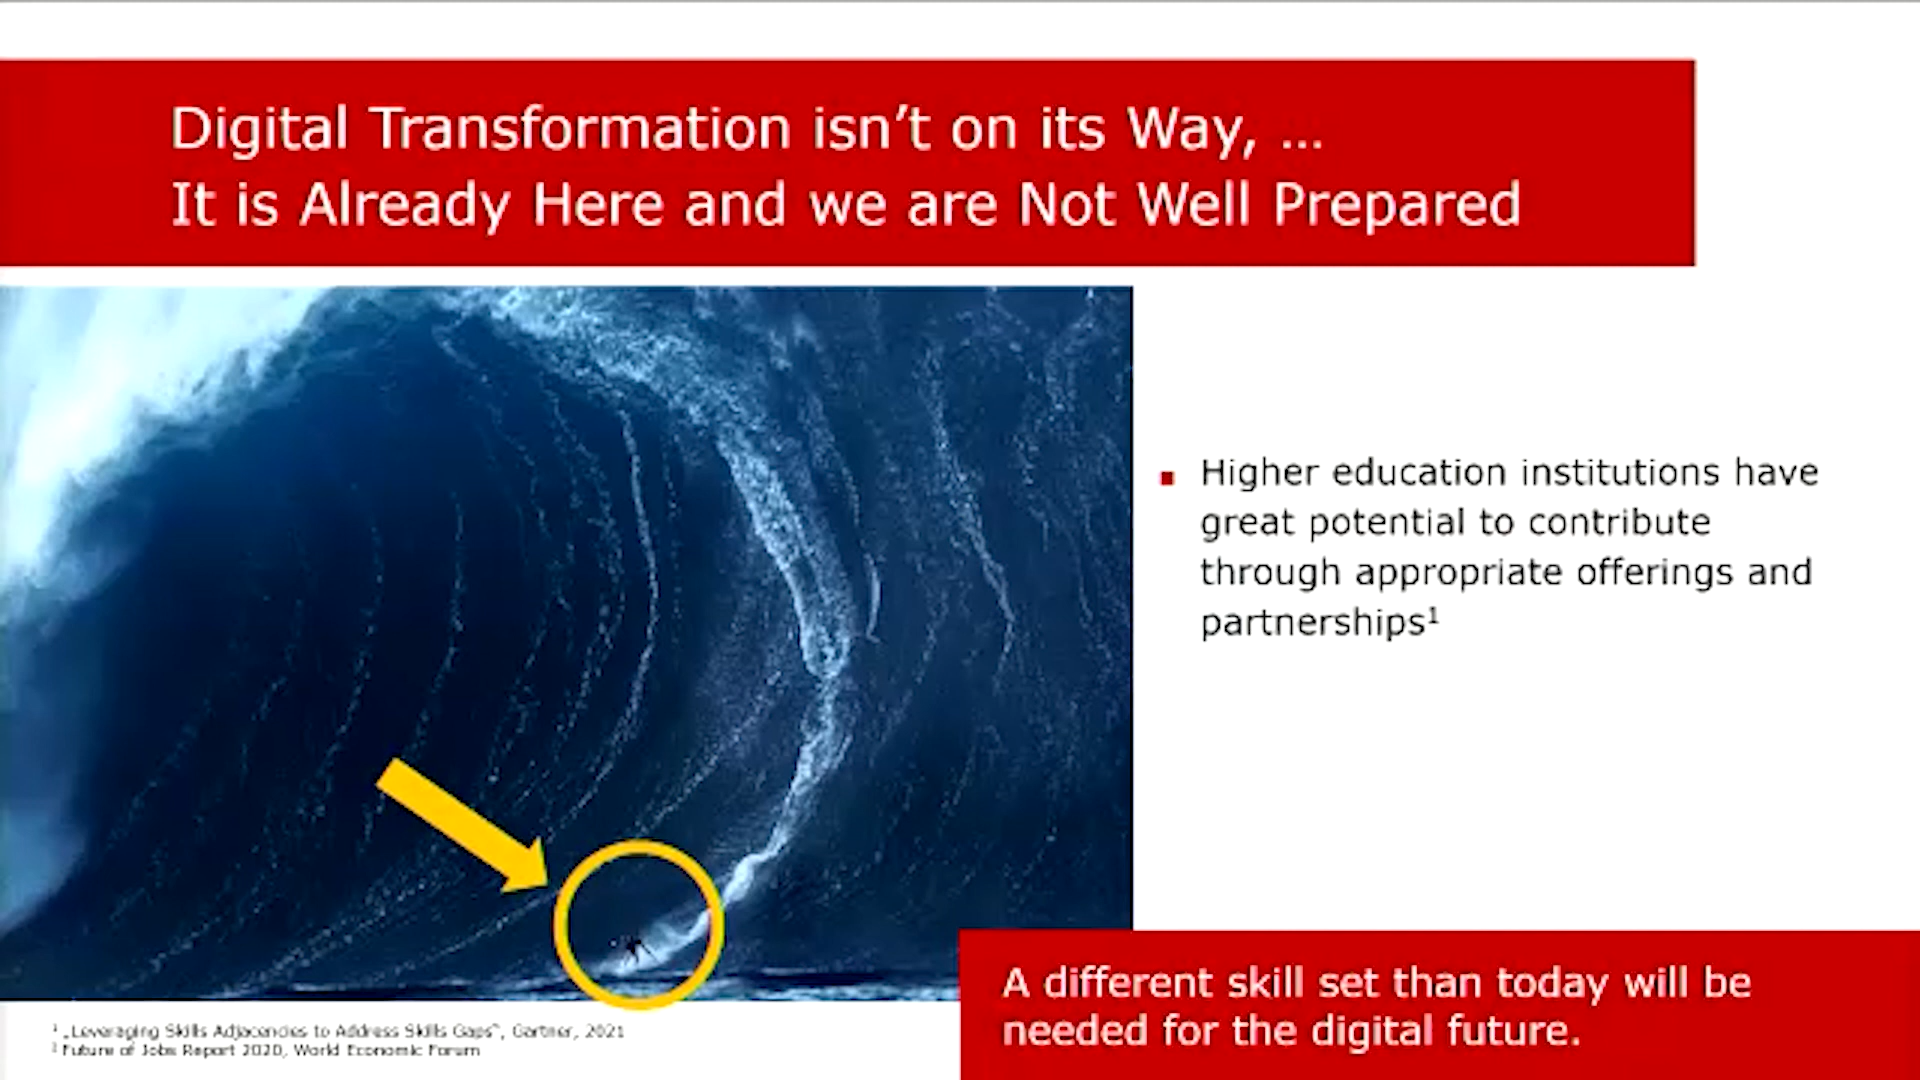 Digital Transformation isn’t on its Way, ...
It is Already Here and we are Not Well Prepared
▪ Higher education institutions have
great potential to contribute
through appropriate offerings and
partnerships¹
A different skill set than today will be
needed for the digital future.
¹ „Leveraging Skills Adjacencies to Address Skills Gaps“, Gartner, 2021
² Future of Jobs Report 2020, World Economic Forum